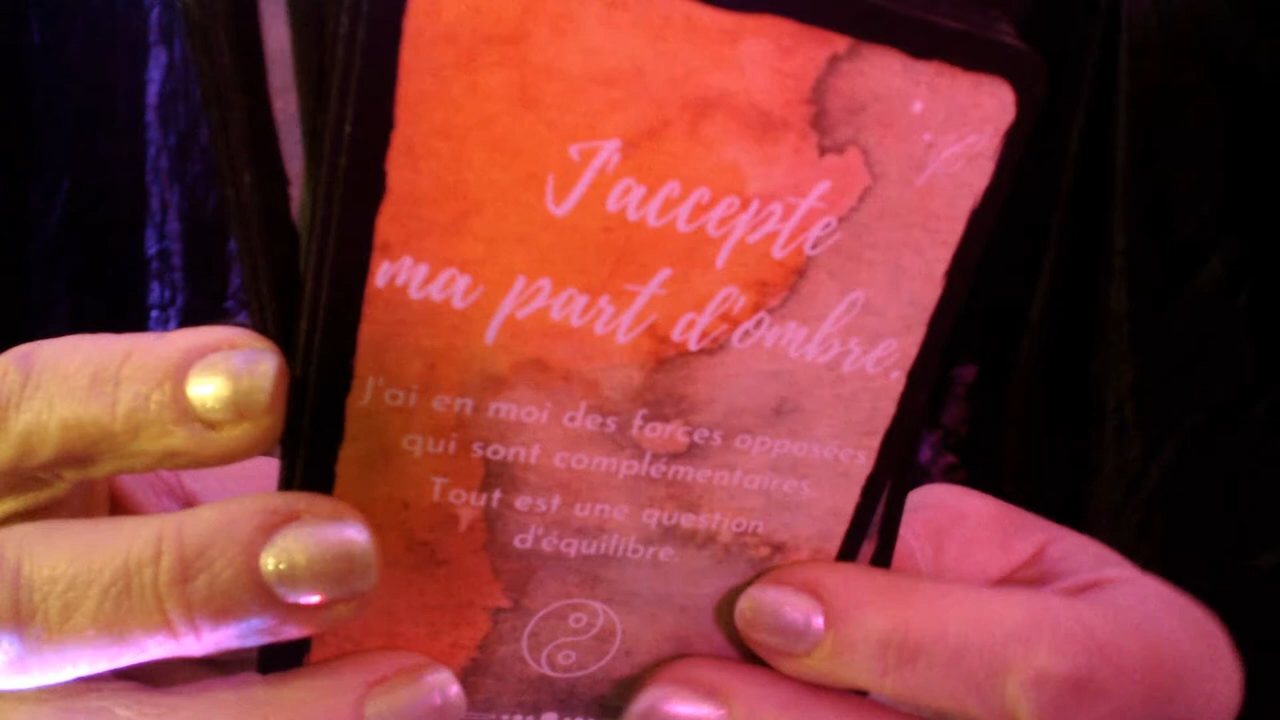 J'accepte
ma part d'ombre.
J'ai en moi des forces opposées
qui sont complémentaires.
Tout est une question
d'équilibre.